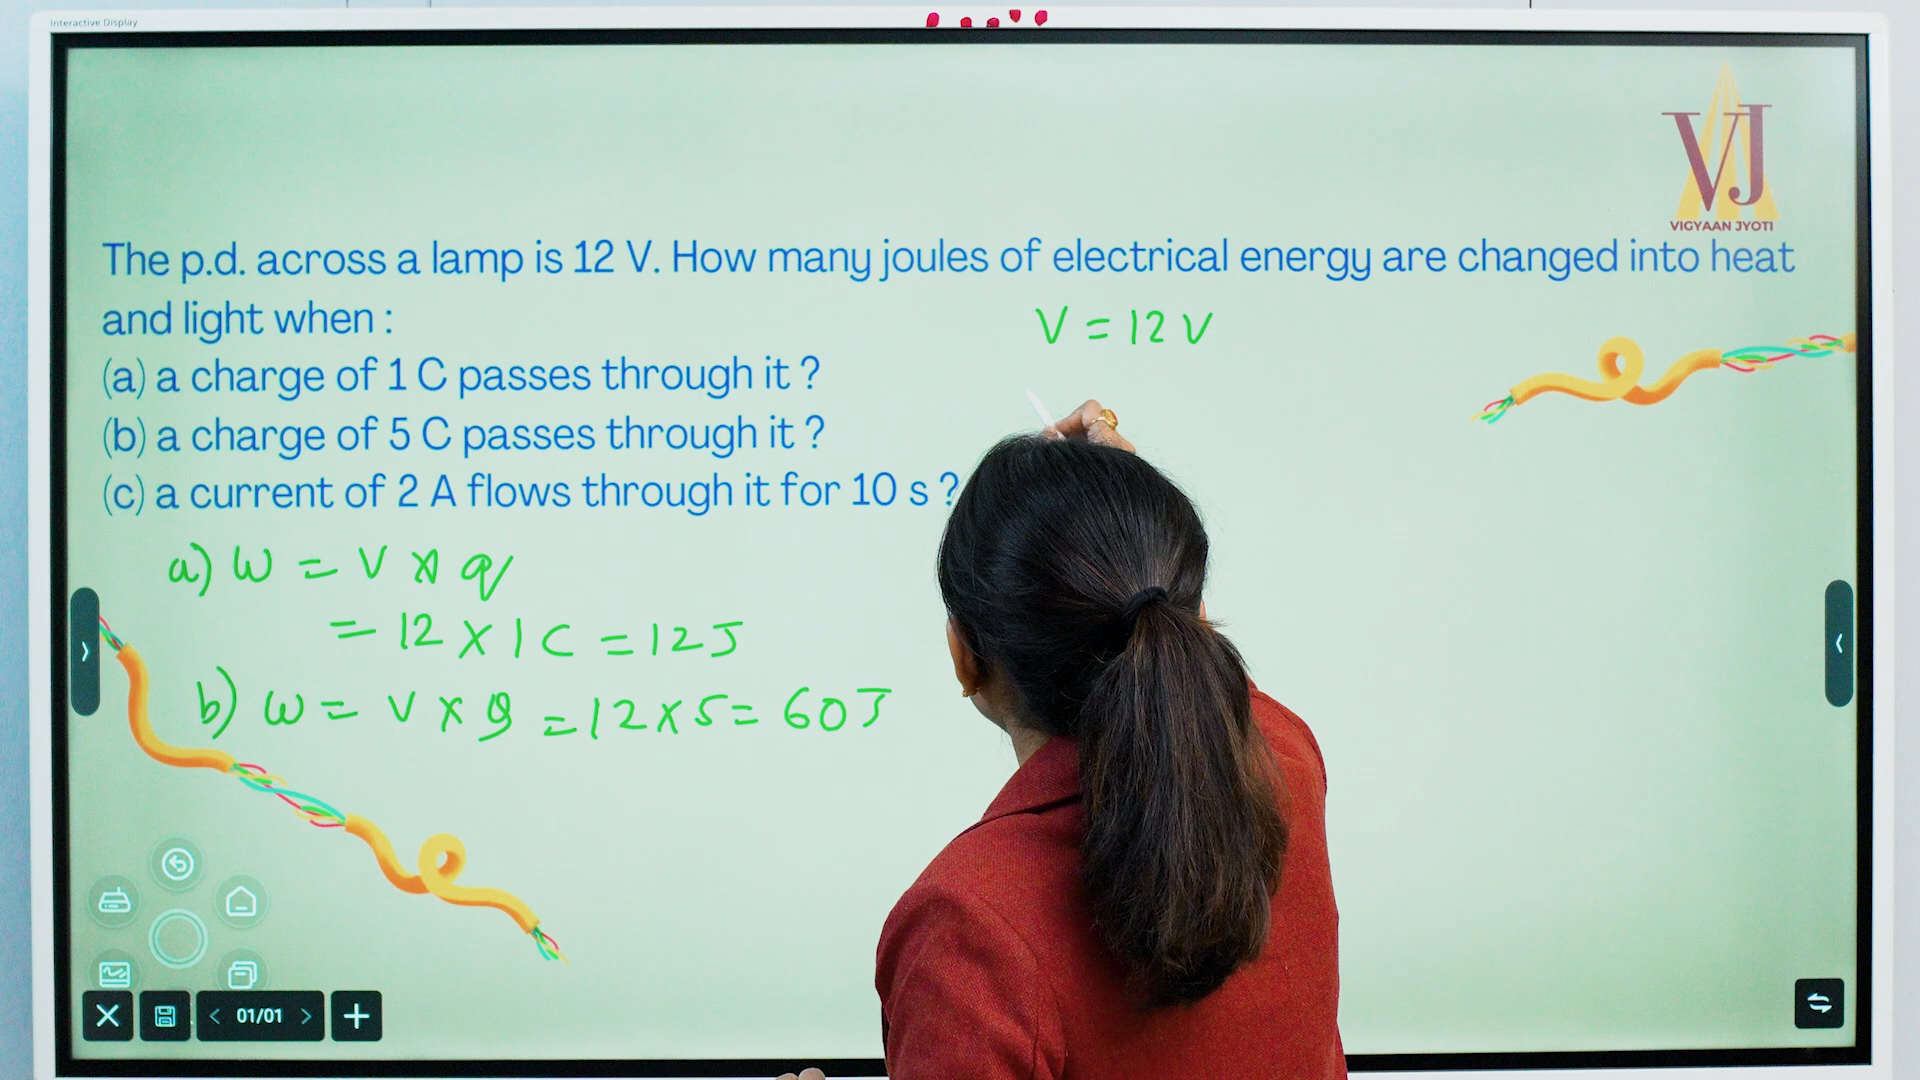 Interactive Display
VJ
VIGYAAN JYOTI
The p.d. across a lamp is 12 V. How many joules of electrical energy are changed into heat
and light when :
V = 12 V
(a) a charge of 1 C passes through it ?
(b) a charge of 5 C passes through it ?
(c) a current of 2 A flows through it for 10 s ?
a) W = V × q
= 12 × 1 C = 12 J
b) W = V × Q = 12 × 5 = 60 J
01/01